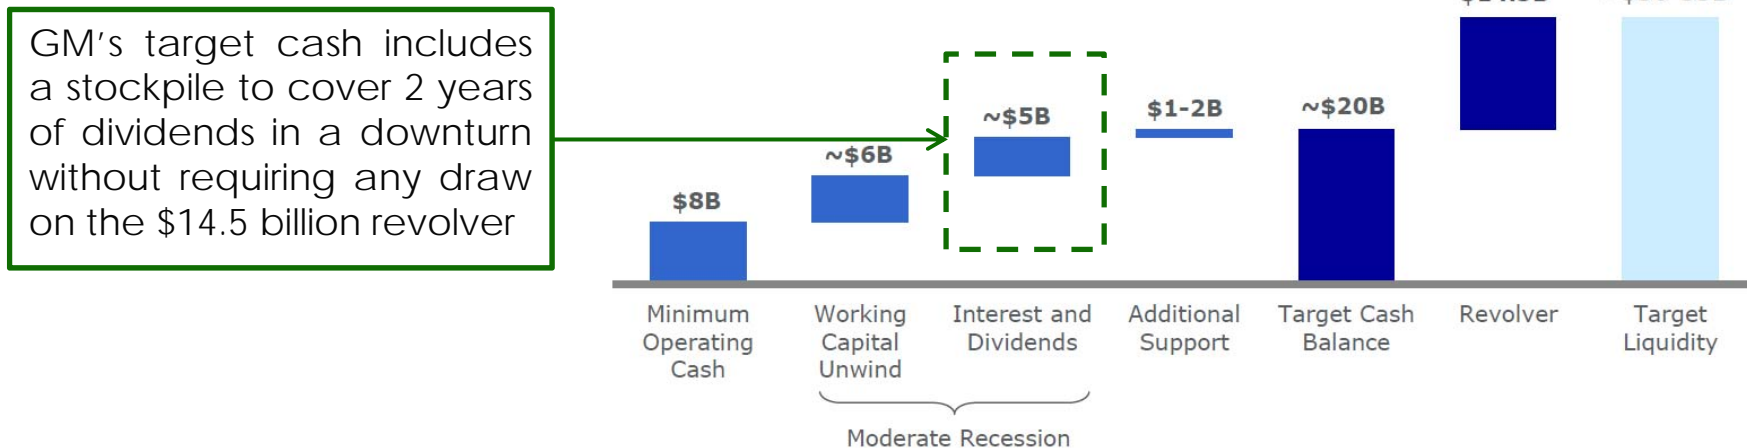 GM's target cash includes
a stockpile to cover 2 years
of dividends in a downturn
without requiring any draw
on the $14.5 billion revolver
$8B
~$6B
~$5B
$1-2B
~$20B
Minimum
Operating
Cash
Working
Capital
Unwind
Interest and
Dividends
Additional
Support
Target Cash
Balance
Revolver
Target
Liquidity
Moderate Recession